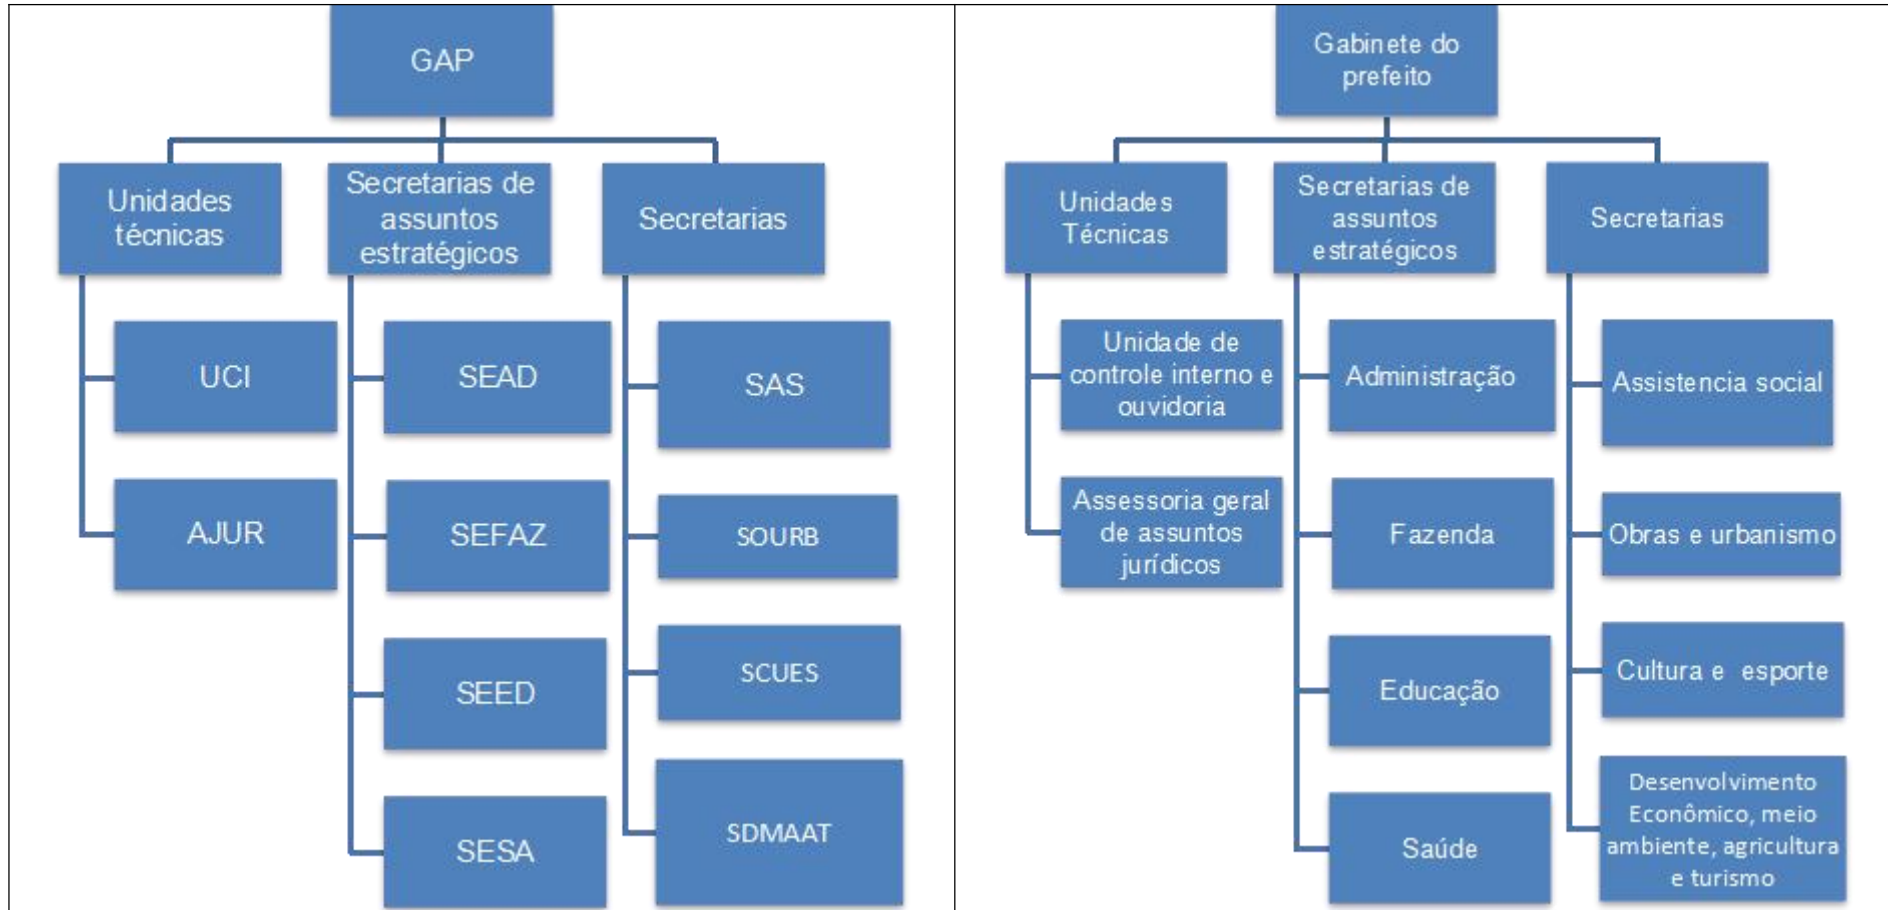 GAP
Unidades
técnicas
Secretarias de
assuntos
estratégicos
Secretarias
UCI
SEAD
SAS
AJUR
SEFAZ
SOURB
SEED
SCUES
SESA
SDMAAT
Gabinete do
prefeito
Unidades
Técnicas
Secretarias de
assuntos
estratégicos
Secretarias
Unidade de
controle interno e
ouvidoria
Administração
Assistencia social
Assessoria geral
de assuntos
jurídicos
Fazenda
Obras e urbanismo
Educação
Cultura e esporte
Saúde
Desenvolvimento
Econômico, meio
ambiente, agricultura
e turismo